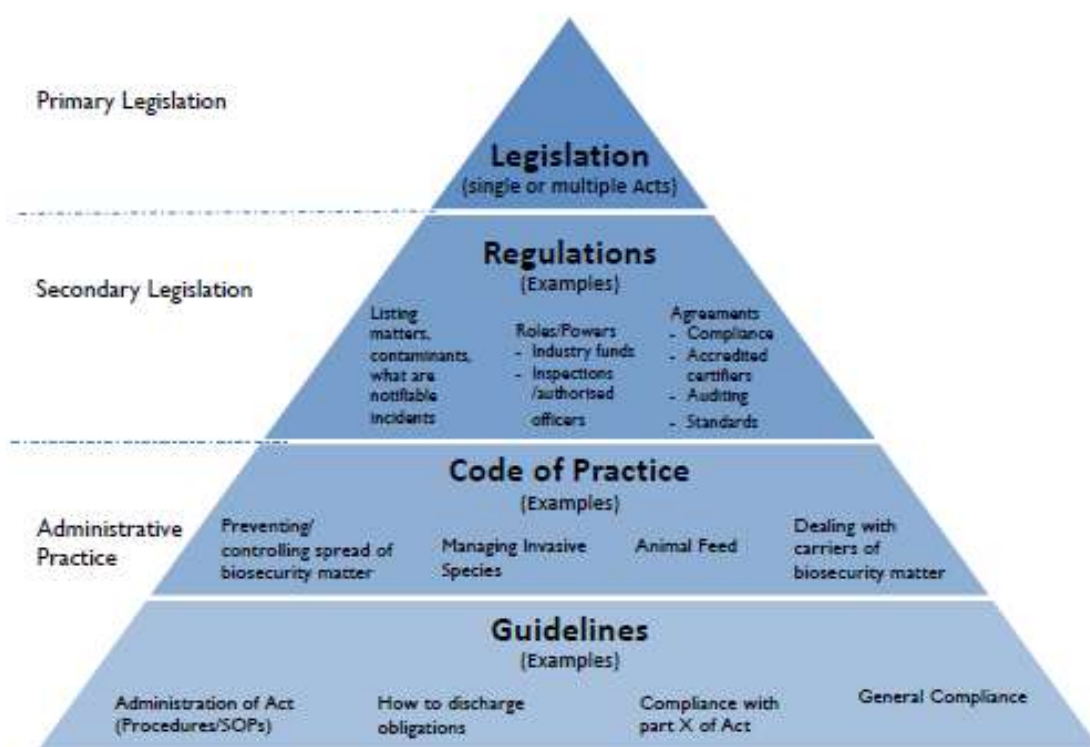 Primary Legislation
Legislation
(single or multiple Acts)
Secondary Legislation
Regulations
(Examples)
Listing
matters,
contaminants,
what are
notifiable
incidents
Roles/Powers
- Industry funds
- Inspections
/authorised
officers
Agreements
- Compliance
- Accredited
certifiers
- Auditing
- Standards
Administrative
Practice
Code of Practice
(Examples)
Preventing/
controlling spread of
biosecurity matter
Managing Invasive
Species
Animal Feed
Dealing with
carriers of
biosecurity matter
Guidelines
(Examples)
Administration of Act
(Procedures/SOPs)
How to discharge
obligations
Compliance with
part X of Act
General Compliance